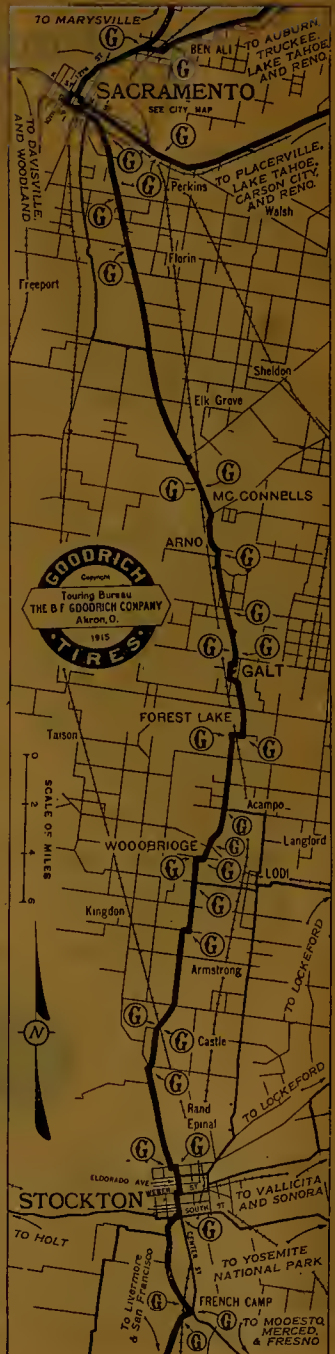 TO MARYSVILLE
G
BEN ALI
TO AUBURN,
TRUCKEE,
LAKE TAHOE,
AND RENO.
G
SACRAMENTO
SEE CITY MAP
G
TO DAVISVILLE,
AND WOODLAND
TO PLACERVILLE,
LAKE TAHOE,
CARSON CITY,
AND RENO.
G
G
Perkins
Walsh
G
Florin
G
Freeport
Sheldon
Elk Grove
G
G
MC CONNELLS
ARNO
G
GOODRICH
Copyright
Touring Bureau
THE B F GOODRICH COMPANY
Akron, O.
1915
TIRES
G
G
G
GALT
FOREST LAKE
G
G
Tarson
0
2
4
6
SCALE OF MILES
Acampo
G
Langford
WOOOBRIOGE
G
G
G
LODI
G
Kingdon
G
Armstrong
TO LOCKEFORD
N
G
Castle
G
TO LOCKEFORD
Rand
Epinal
G
G
ELDORADO AVE
WEBER ST
STOCKTON
SOUTH ST
TO VALLICITA
AND SONORA
TO HOLT
G
CENTER ST
TO YOSEMITE
NATIONAL PARK
To Livermore
& San Francisco
G
FRENCH CAMP
G
G
TO MODESTO,
MERCED,
& FRESNO